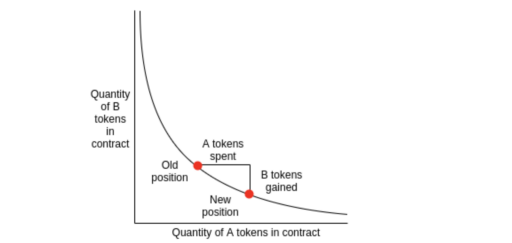 Quantity
of B
tokens
in
contract
A tokens
spent
Old
position
B tokens
gained
New
position
Quantity of A tokens in contract